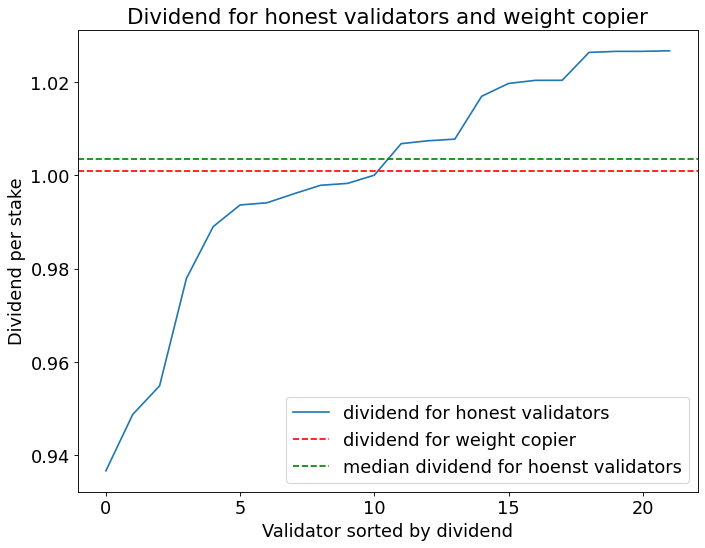 Dividend for honest validators and weight copier
Dividend per stake
1.02
1.00
0.98
0.96
0.94
dividend for honest validators
dividend for weight copier
median dividend for hoenst validators
0 5 10 15 20
Validator sorted by dividend